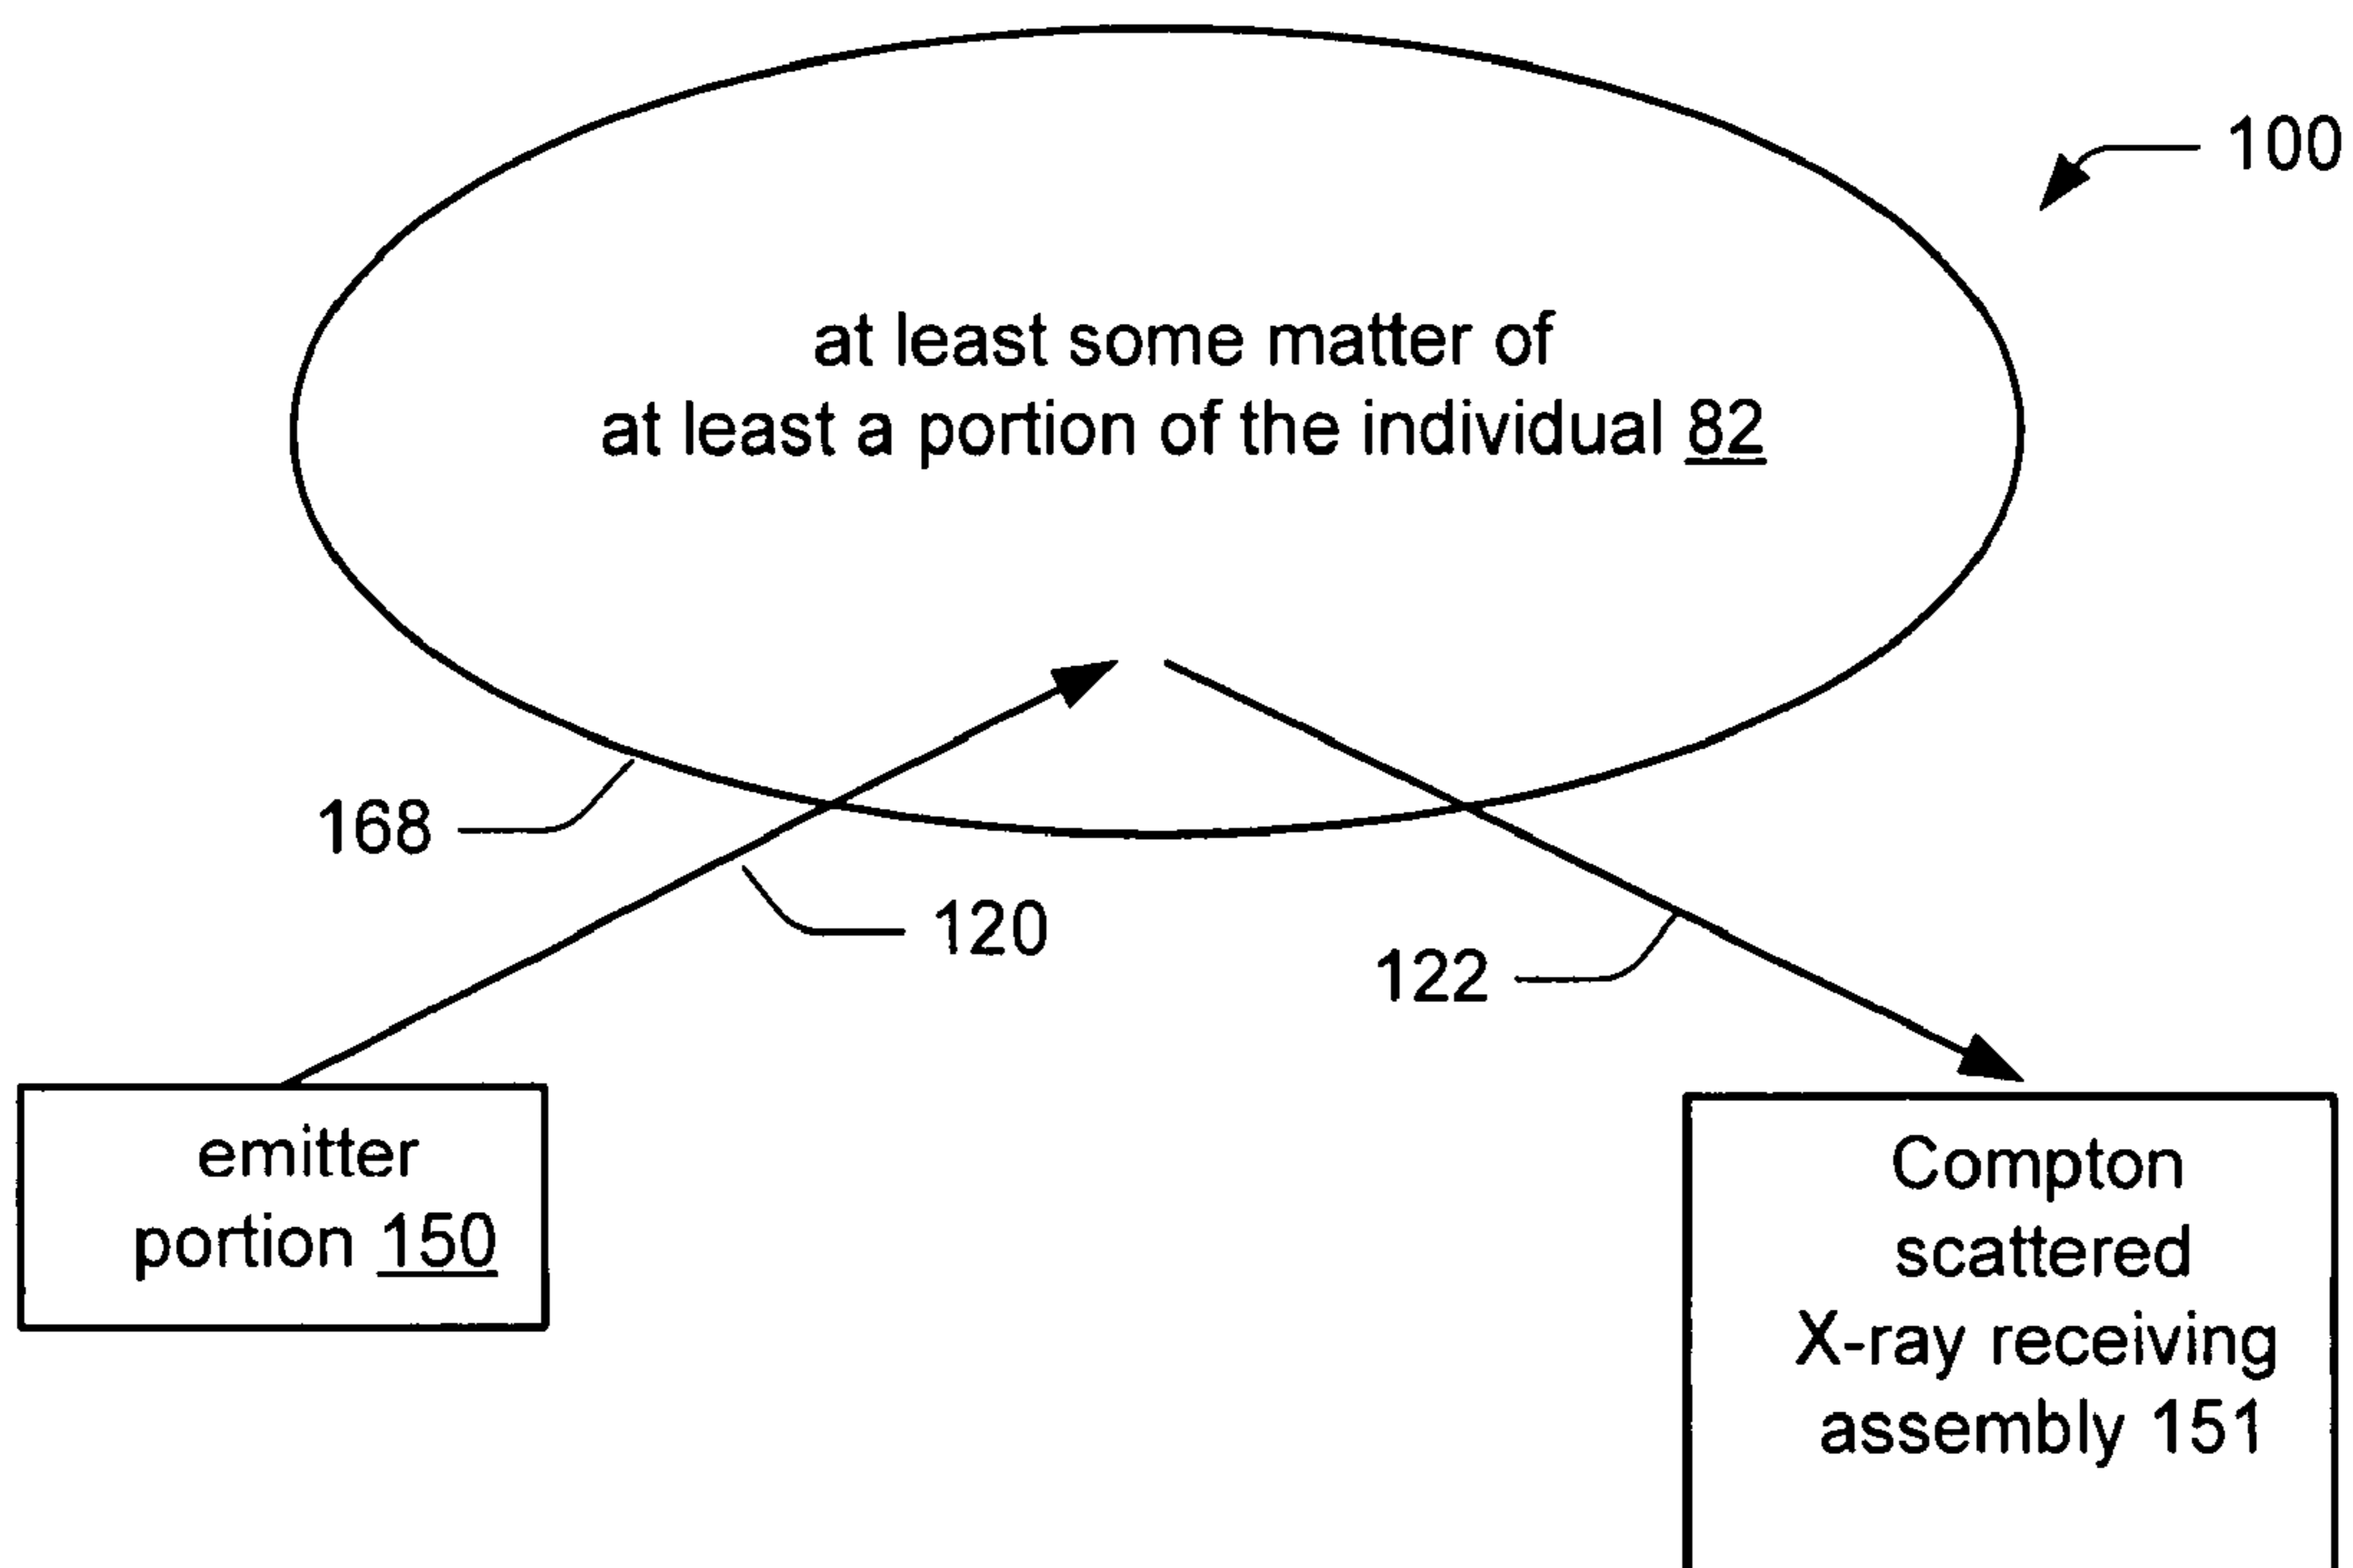 100
at least some matter of
at least a portion of the individual 82
168
120
122
emitter
portion 150
Compton
scattered
X-ray receiving
assembly 151